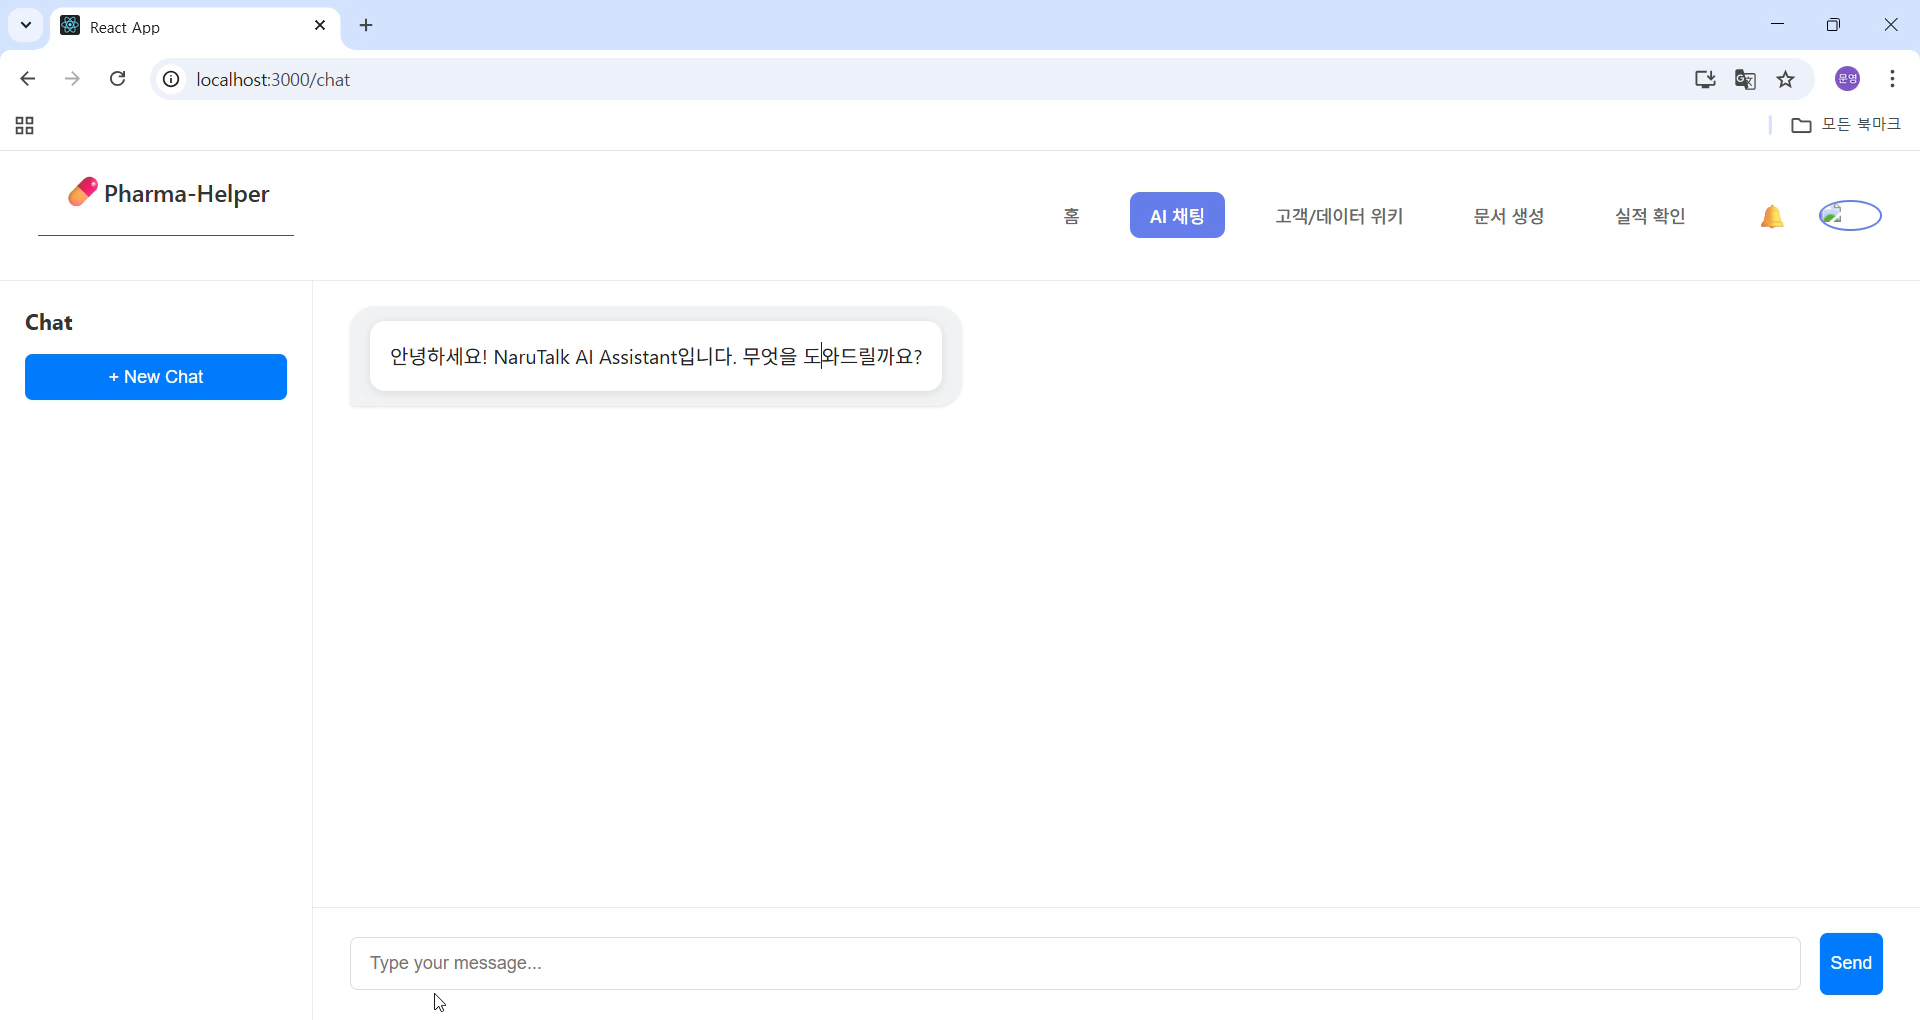 React App
localhost:3000/chat
문영
모든 북마크
Pharma-Helper
홈
AI 채팅
고객/데이터 위키
문서 생성
실적 확인
Chat
+ New Chat
안녕하세요! NaruTalk AI Assistant입니다. 무엇을 도와드릴까요?
Type your message...
Send